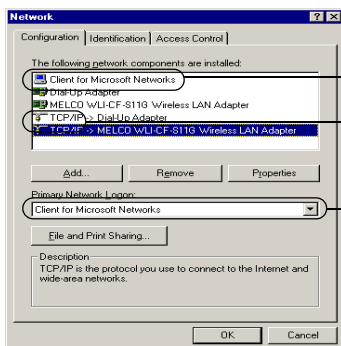 Network
Configuration Identification Access Control
The following network components are installed:
Client for Microsoft Networks
Dial-Up Adapter
MELCO WLI-CF-S11G Wireless LAN Adapter
TCP/IP -> Dial-Up Adapter
TCP/IP -> MELCO WLI-CF-S11G Wireless LAN Adapter
Add... Remove Properties
Primary Network Logon:
Client for Microsoft Networks
File and Print Sharing...
Description
TCP/IP is the protocol you use to connect to the Internet and
wide-area networks.
OK Cancel